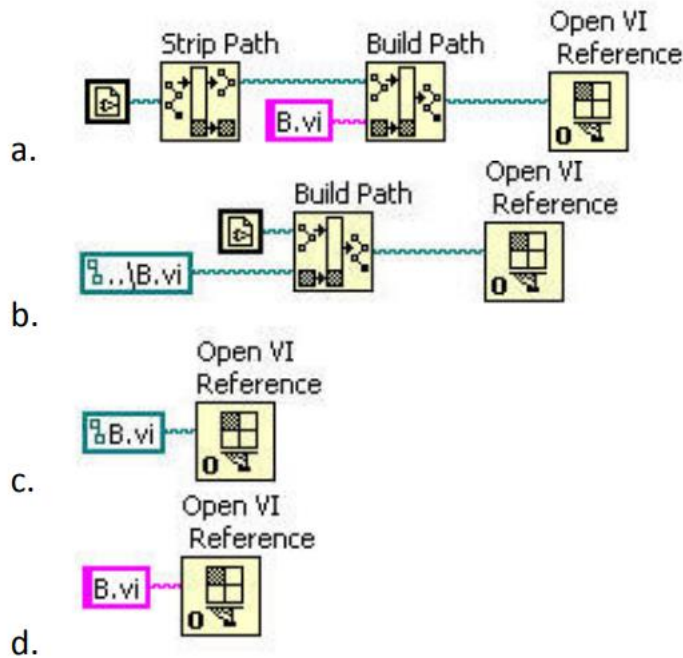 Strip Path
Build Path
Open VI
Reference
B.vi
0
a.
Build Path
Open VI
Reference
..\B.vi
0
b.
Open VI
Reference
B.vi
0
c.
Open VI
Reference
B.vi
0
d.